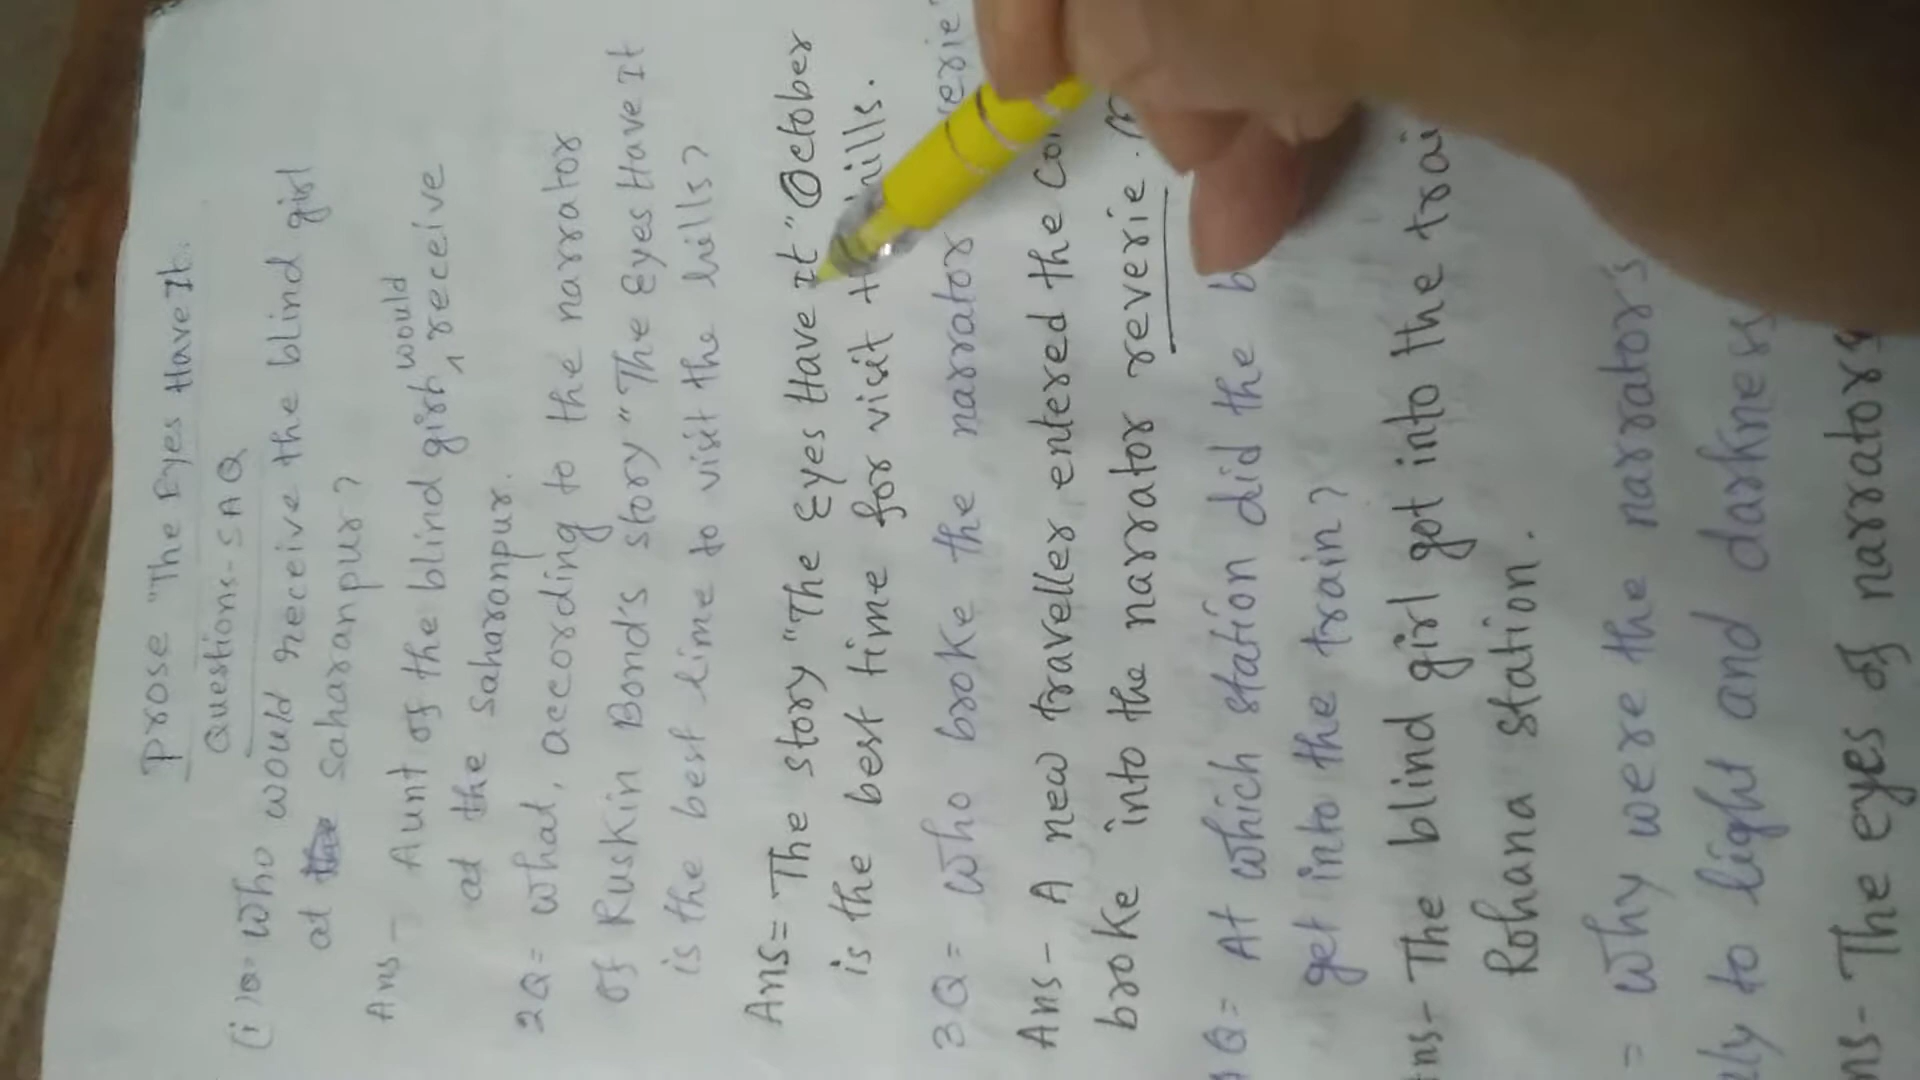 Prose "The Eyes Have It.
Questions-SAQ
(i) Q= Who would receive the blind girl
at saharanpur?
Ans- Aunt of the blind girl would receive
at the saharanpur.
2Q= What, according to the narrator
of Ruskin Bond's story "The Eyes Have It
is the best time to visit the hills?
Ans= The story "The Eyes Have It" October
is the best time for visit hills.
3Q= Who broke the narrator
Ans- A new traveller entered the
broke into the narrator reverie.
Q= At which station did the
get into the train?
ns- The blind girl got into the trai
Rohana station.
= Why were the narrator's
ly to light and darkness
ns- The eyes of narrator